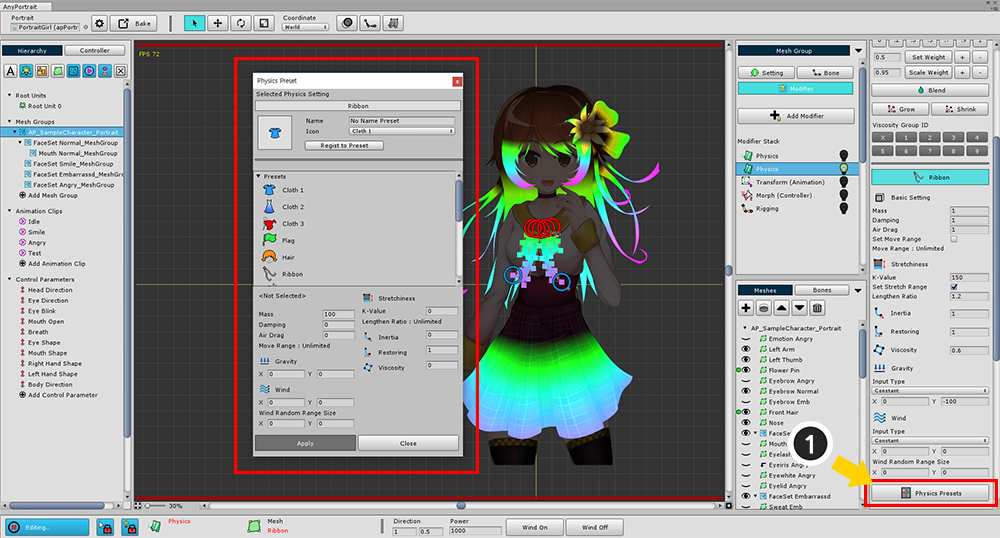 AnyPortrait
Portrait
PortraitGirl (apPortr
Bake
Coordinate
World
Hierarchy
Controller
Root Units
Root Unit 0
Mesh Groups
AP_SampleCharacter_Portrait
FaceSet Normal_MeshGroup
Mouth Normal_MeshGroup
FaceSet Smile_MeshGroup
FaceSet Embarrassd_MeshGro
FaceSet Angry_MeshGroup
Add Mesh Group
Animation Clips
Idle
Smile
Angry
Test
Add Animation Clip
Control Parameters
Head Direction
Eye Direction
Eye Blink
Mouth Open
Breath
Eye Shape
Mouth Shape
Right Hand Shape
Left Hand Shape
Body Direction
Add Control Parameter
FPS 72
Physics Preset
Selected Physics Setting
Ribbon
Name No Name Preset
Icon Cloth 1
Regist to Preset
Presets
Cloth 1
Cloth 2
Cloth 3
Flag
Hair
Ribbon
<Not Selected>
Mass 100
Damping 0
Air Drag 0
Move Range : Unlimited
Gravity
X 0 Y 0
Wind
X 0 Y 0
Wind Random Range Size
X 0 Y 0
Stretchiness
K-Value 0
Lengthen Ratio : Unlimited
Inertia 0
Restoring 1
Viscosity 0
Apply
Close
30%
Mesh Group
Setting
Bone
Modifier
Add Modifier
Modifier Stack
Physics
Physics
Transform (Animation)
Morph (Controller)
Rigging
Meshes
Bones
AP_SampleCharacter_Portrait
Emotion Angry
Left Arm
Left Thumb
Flower Pin
Eyebrow Angry
Eyebrow Normal
Eyebrow Emb
Front Hair
Nose
FaceSet
Mouth
Eyelash
Eyeiris Angry
Eyewhite Angry
Eyelid Angry
FaceSet Embarrassd
Sweat Emb
0.5 Set Weight + -
0.95 Scale Weight + -
Blend
Grow
Shrink
Viscosity Group ID
X 1 2 3 4
5 6 7 8 9
Ribbon
Basic Setting
Mass 1
Damping 1
Air Drag 1
Set Move Range
Move Range : Unlimited
Stretchiness
K-Value 150
Set Stretch Range
Lengthen Ratio 1.2
Inertia 1
Restoring 1
Viscosity 0.6
Gravity
Input Type
Constant
X 0 Y -100
Wind
Input Type
Constant
X 0 Y 0
Wind Random Range Size
X 0 Y 0
Physics Presets
1
Editing..
Physics
Mesh
Ribbon
Direction
1 0.5
Power
1000
Wind On
Wind Off